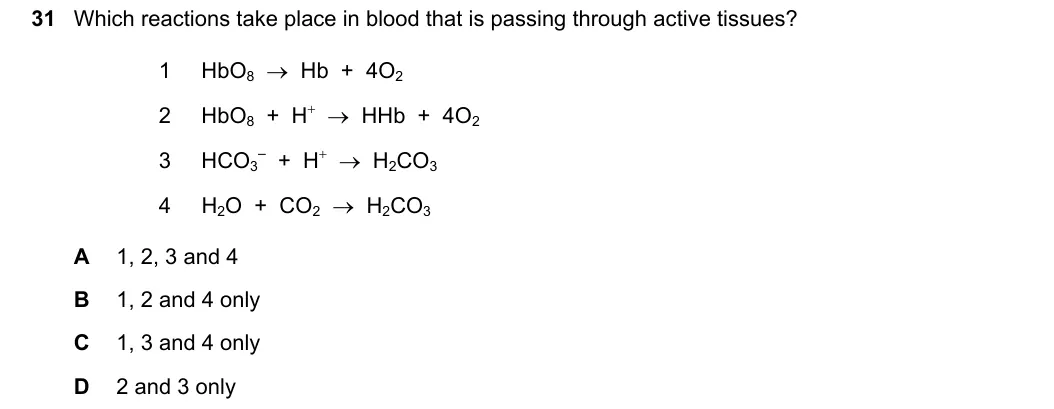 31 Which reactions take place in blood that is passing through active tissues?
1 HbO₈ → Hb + 4O₂
2 HbO₈ + H⁺ → HHb + 4O₂
3 HCO₃⁻ + H⁺ → H₂CO₃
4 H₂O + CO₂ → H₂CO₃
A 1, 2, 3 and 4
B 1, 2 and 4 only
C 1, 3 and 4 only
D 2 and 3 only